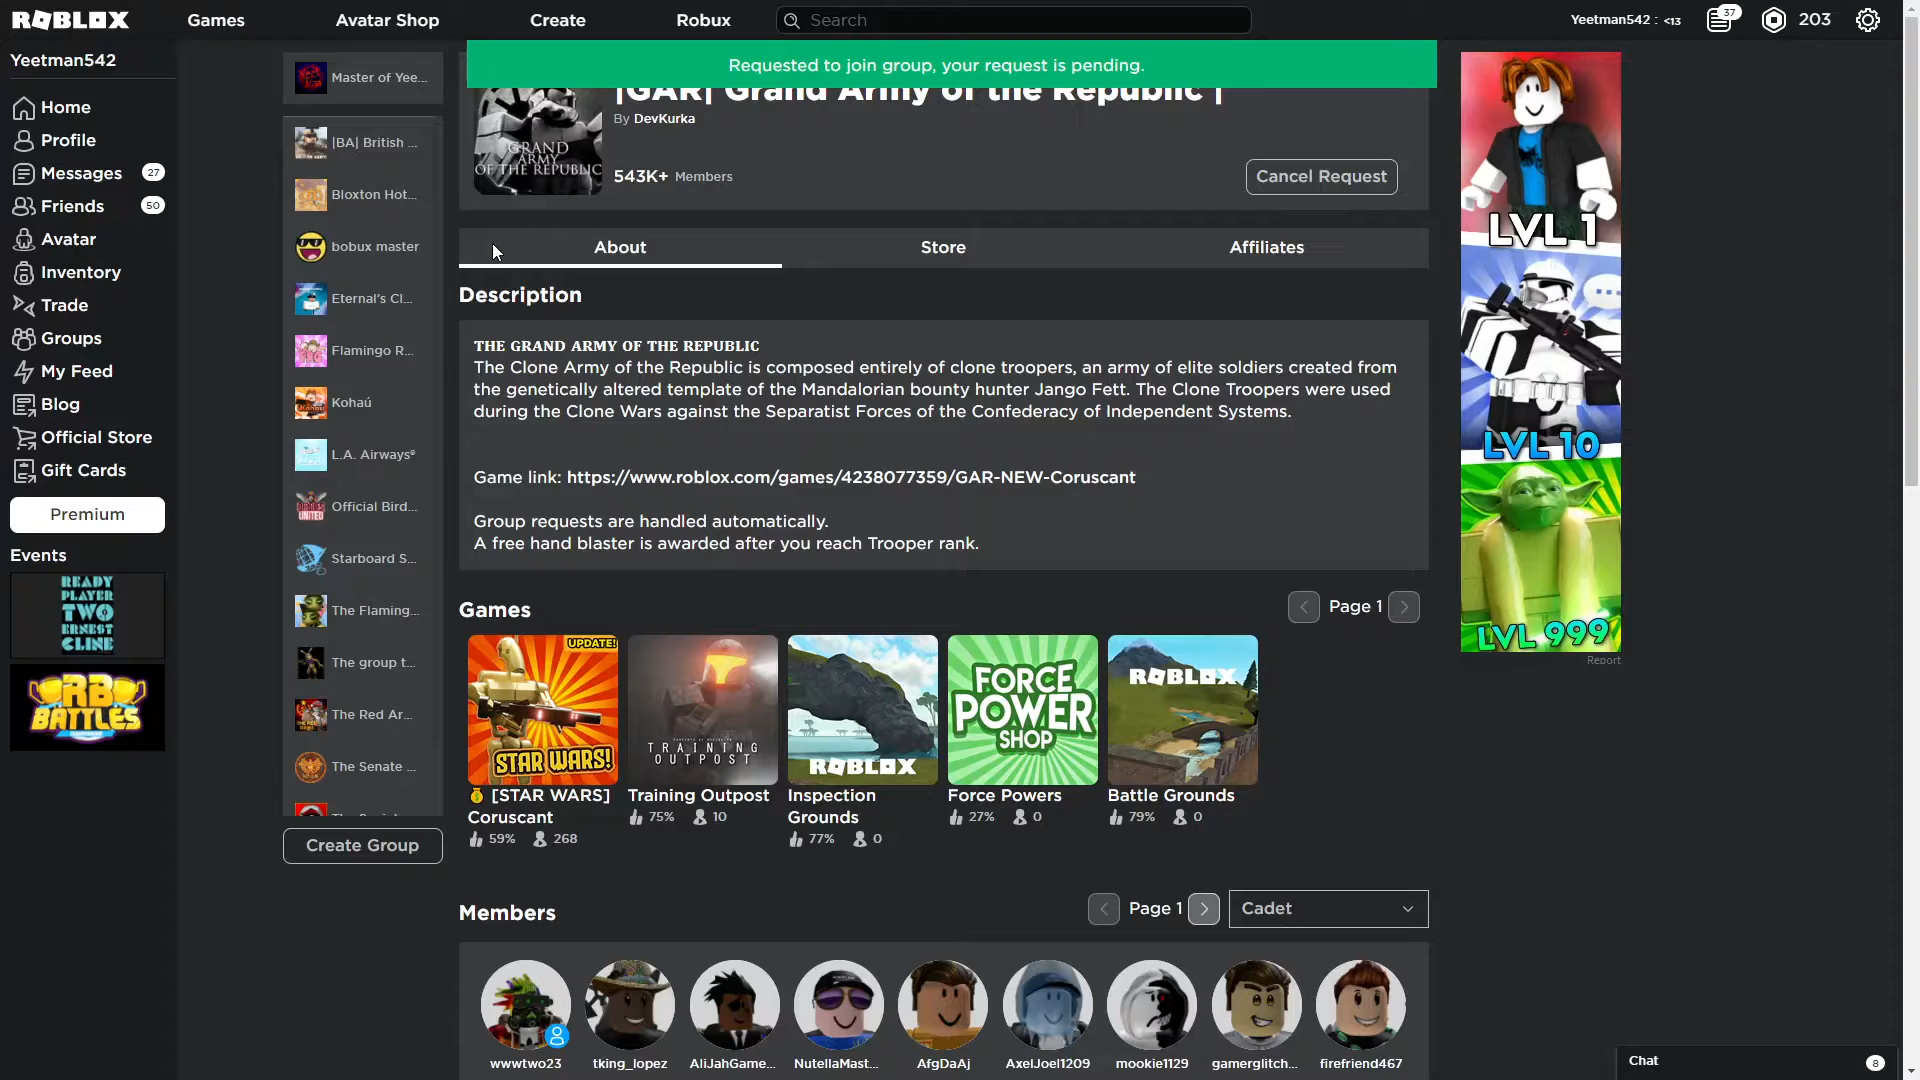 ROBLOX
Games
Avatar Shop
Create
Robux
Search
Yeetman542 : <13
37
203
Yeetman542
Home
Profile
Messages
27
Friends
50
Avatar
Inventory
Trade
Groups
My Feed
Blog
Official Store
Gift Cards
Premium
Events
READY
PLAYER
TWO
ERNEST
CLINE
RB
BATTLES
Master of Yee...
|BA| British ...
Bloxton Hot...
bobux master
Eternal's Cl...
Flamingo R...
Kohaú
L.A. Airways®
Official Bird...
Starboard S...
The Flaming...
The group t...
The Red Ar...
The Senate ...
Create Group
Requested to join group, your request is pending.
|GAR| Grand Army of the Republic |
By DevKurka
GRAND
ARMY
OF THE REPUBLIC
543K+ Members
Cancel Request
About
Store
Affiliates
Description
THE GRAND ARMY OF THE REPUBLIC
The Clone Army of the Republic is composed entirely of clone troopers, an army of elite soldiers created from
the genetically altered template of the Mandalorian bounty hunter Jango Fett. The Clone Troopers were used
during the Clone Wars against the Separatist Forces of the Confederacy of Independent Systems.
Game link: https://www.roblox.com/games/4238077359/GAR-NEW-Coruscant
Group requests are handled automatically.
A free hand blaster is awarded after you reach Trooper rank.
Games
Page 1
UPDATE!
STAR WARS!
TRAINING
OUTPOST
ROBLOX
FORCE
POWER
SHOP
ROBLOX
[STAR WARS]
Coruscant
59% 268
Training Outpost
75% 10
Inspection
Grounds
77% 0
Force Powers
27% 0
Battle Grounds
79% 0
Members
Page 1
Cadet
wwwtwo23
tking_lopez
AliJahGame...
NutellaMast...
AfgDaAj
AxelJoel1209
mookie1129
gamerglitch...
firefriend467
LVL 1
LVL 10
LVL 999
Report
Chat
8